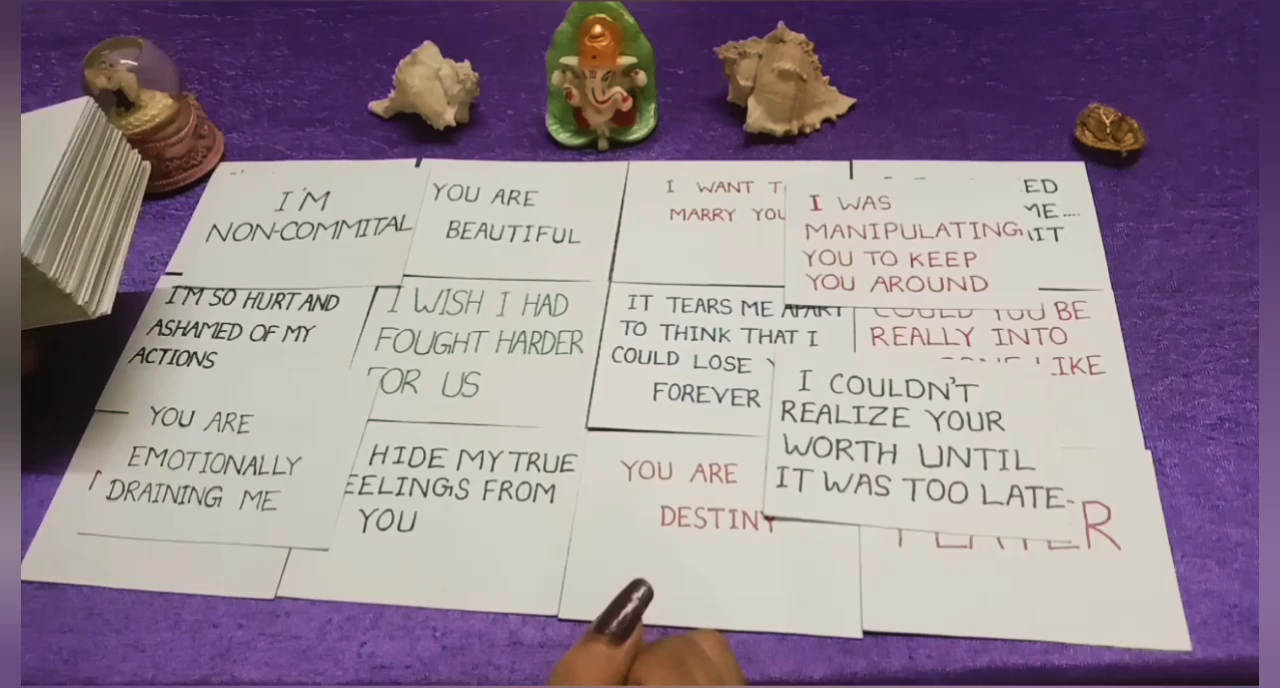 I'M
NON-COMMITAL
YOU ARE
BEAUTIFUL
I WANT
MARRY YOU
I WAS
MANIPULATING
YOU TO KEEP
YOU AROUND
I'M SO HURT AND
ASHAMED OF MY
ACTIONS
I WISH I HAD
FOUGHT HARDER
FOR US
IT TEARS ME APART
TO THINK THAT I
COULD LOSE
FOREVER
COULD YOU BE
REALLY INTO
LIKE
I COULDN'T
REALIZE YOUR
WORTH UNTIL
IT WAS TOO LATE-
YOU ARE
EMOTIONALLY
DRAINING ME
HIDE MY TRUE
FEELINGS FROM
YOU
YOU ARE
DESTINY